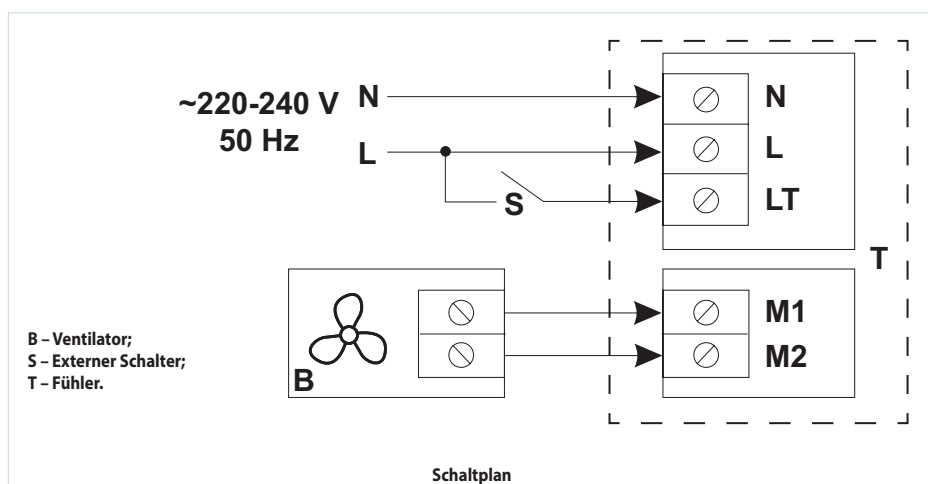 ~220-240 V
50 Hz
N
L
S
N
L
LT
T
M1
M2
B
B – Ventilator;
S – Externer Schalter;
T – Fühler.
Schaltplan